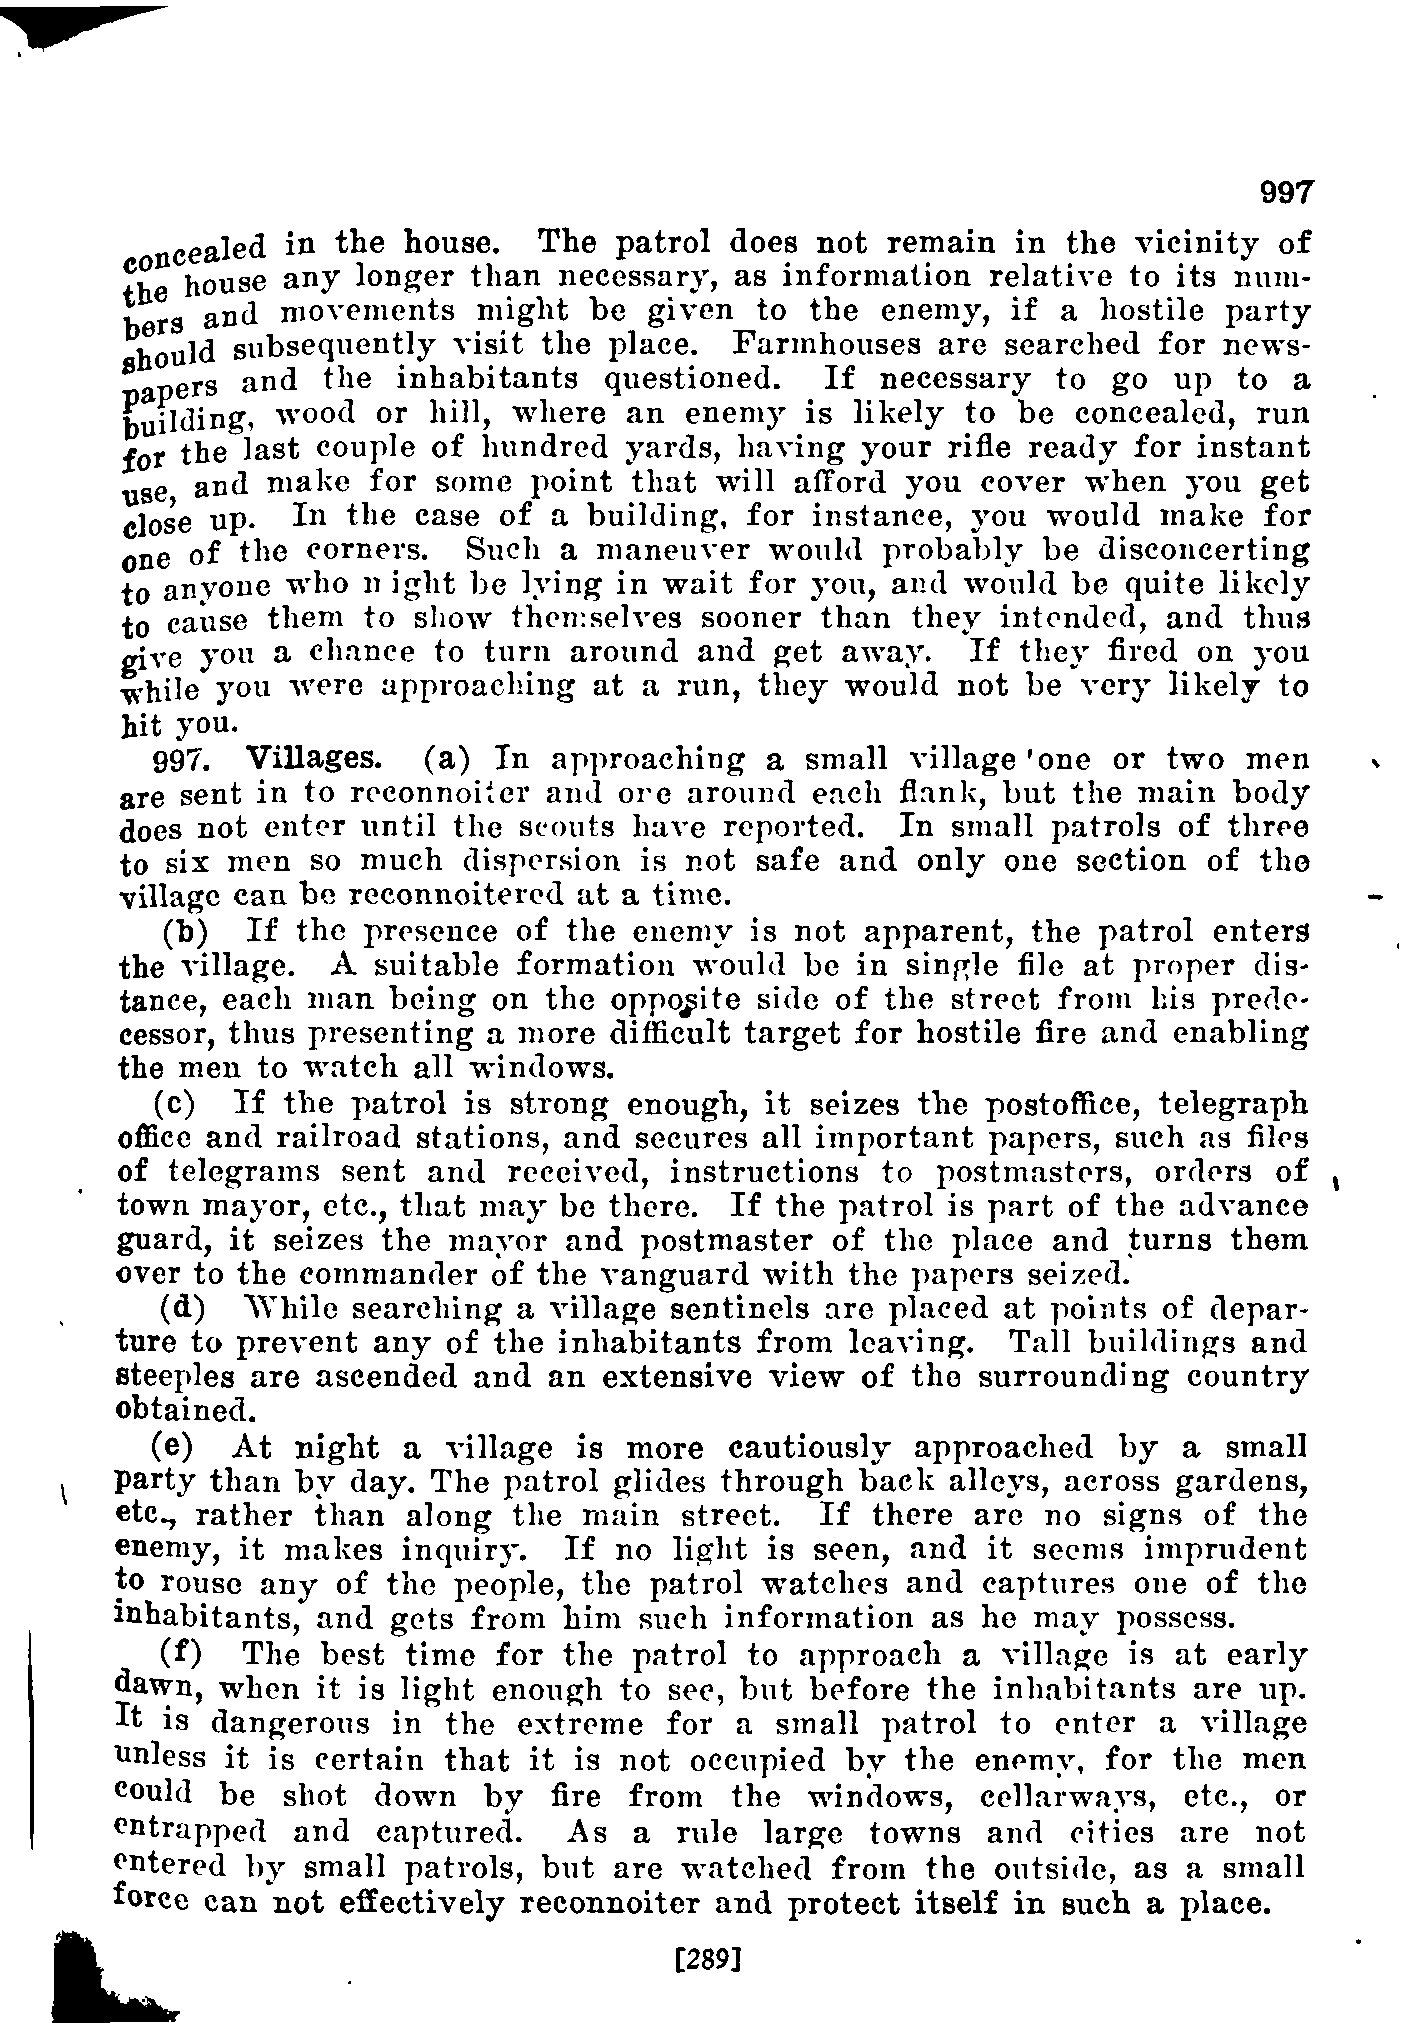 997
concealed in the house. The patrol does not remain in the vicinity of
the house any longer than necessary, as information relative to its num-
bers and movements might be given to the enemy, if a hostile party
should subsequently visit the place. Farmhouses are searched for news-
papers and the inhabitants questioned. If necessary to go up to a
building, wood or hill, where an enemy is likely to be concealed, run
for the last couple of hundred yards, having your rifle ready for instant
use, and make for some point that will afford you cover when you get
close up. In the case of a building, for instance, you would make for
one of the corners. Such a maneuver would probably be disconcerting
to anyone who might be lying in wait for you, and would be quite likely
to cause them to show themselves sooner than they intended, and thus
give you a chance to turn around and get away. If they fired on you
while you were approaching at a run, they would not be very likely to
hit you.
997. Villages. (a) In approaching a small village one or two men
are sent in to reconnoiter and one around each flank, but the main body
does not enter until the scouts have reported. In small patrols of three
to six men so much dispersion is not safe and only one section of the
village can be reconnoitered at a time.
(b) If the presence of the enemy is not apparent, the patrol enters
the village. A suitable formation would be in single file at proper dis-
tance, each man being on the opposite side of the street from his prede-
cessor, thus presenting a more difficult target for hostile fire and enabling
the men to watch all windows.
(c) If the patrol is strong enough, it seizes the postoffice, telegraph
office and railroad stations, and secures all important papers, such as files
of telegrams sent and received, instructions to postmasters, orders of
town mayor, etc., that may be there. If the patrol is part of the advance
guard, it seizes the mayor and postmaster of the place and turns them
over to the commander of the vanguard with the papers seized.
(d) While searching a village sentinels are placed at points of depar-
ture to prevent any of the inhabitants from leaving. Tall buildings and
steeples are ascended and an extensive view of the surrounding country
obtained.
(e) At night a village is more cautiously approached by a small
party than by day. The patrol glides through back alleys, across gardens,
etc., rather than along the main street. If there are no signs of the
enemy, it makes inquiry. If no light is seen, and it seems imprudent
to rouse any of the people, the patrol watches and captures one of the
inhabitants, and gets from him such information as he may possess.
(f) The best time for the patrol to approach a village is at early
dawn, when it is light enough to see, but before the inhabitants are up.
It is dangerous in the extreme for a small patrol to enter a village
unless it is certain that it is not occupied by the enemy, for the men
could be shot down by fire from the windows, cellarways, etc., or
entrapped and captured. As a rule large towns and cities are not
entered by small patrols, but are watched from the outside, as a small
force can not effectively reconnoiter and protect itself in such a place.
[289]